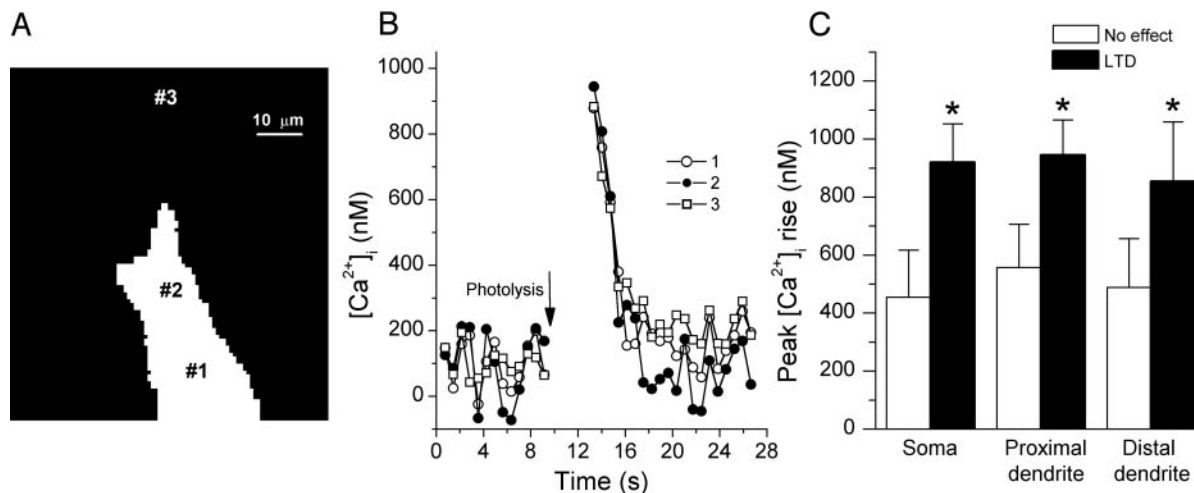 A
#3
10 μm
#2
#1
B
1000
800
600
400
200
0
[Ca²⁺]ᵢ (nM)
Photolysis
1
2
3
0 4 8 12 16 20 24 28
Time (s)
C
No effect
LTD
1200
1000
800
600
400
200
0
Peak [Ca²⁺]ᵢ rise (nM)
* * *
Soma
Proximal
dendrite
Distal
dendrite